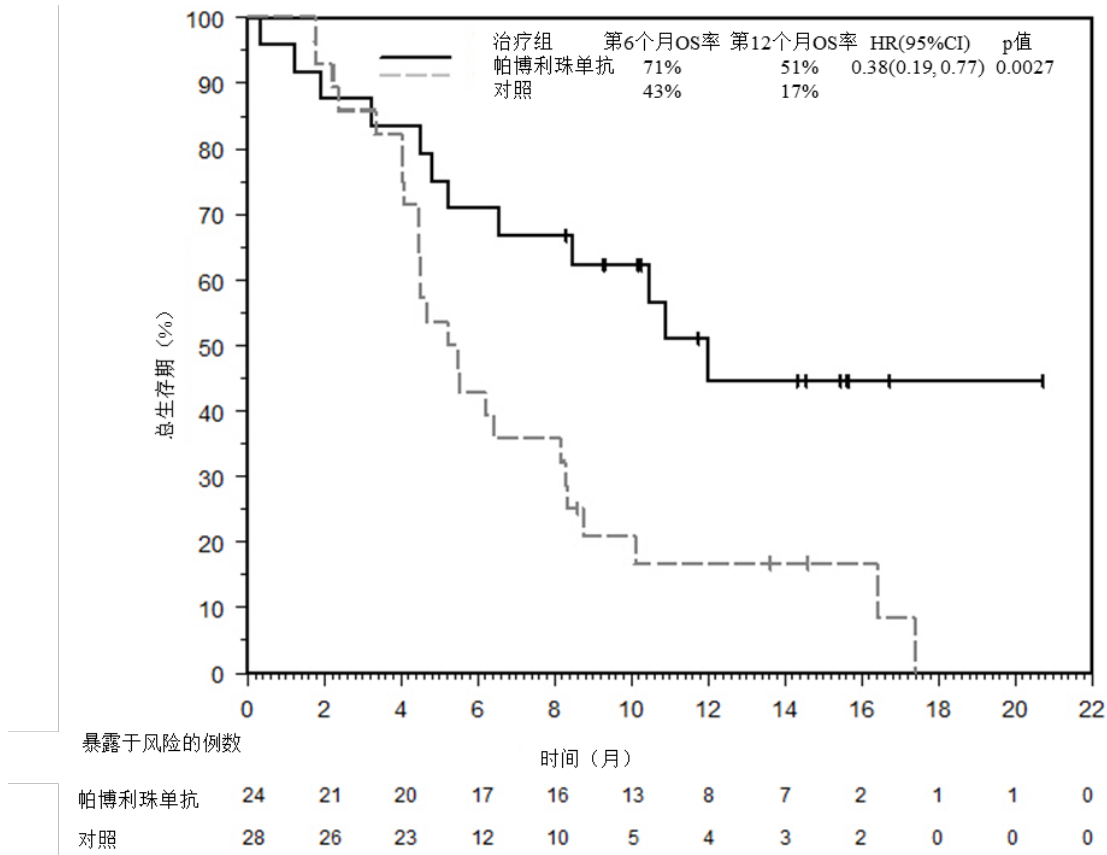 治疗组 第6个月OS率 第12个月OS率 HR(95%CI) p值
帕博利珠单抗 71% 51% 0.38(0.19, 0.77) 0.0027
对照 43% 17%
100
90
80
70
60
50
40
30
20
10
0
总生存期（%）
0 2 4 6 8 10 12 14 16 18 20 22
暴露于风险的例数
时间（月）
帕博利珠单抗 24 21 20 17 16 13 8 7 2 1 1 0
对照 28 26 23 12 10 5 4 3 2 0 0 0